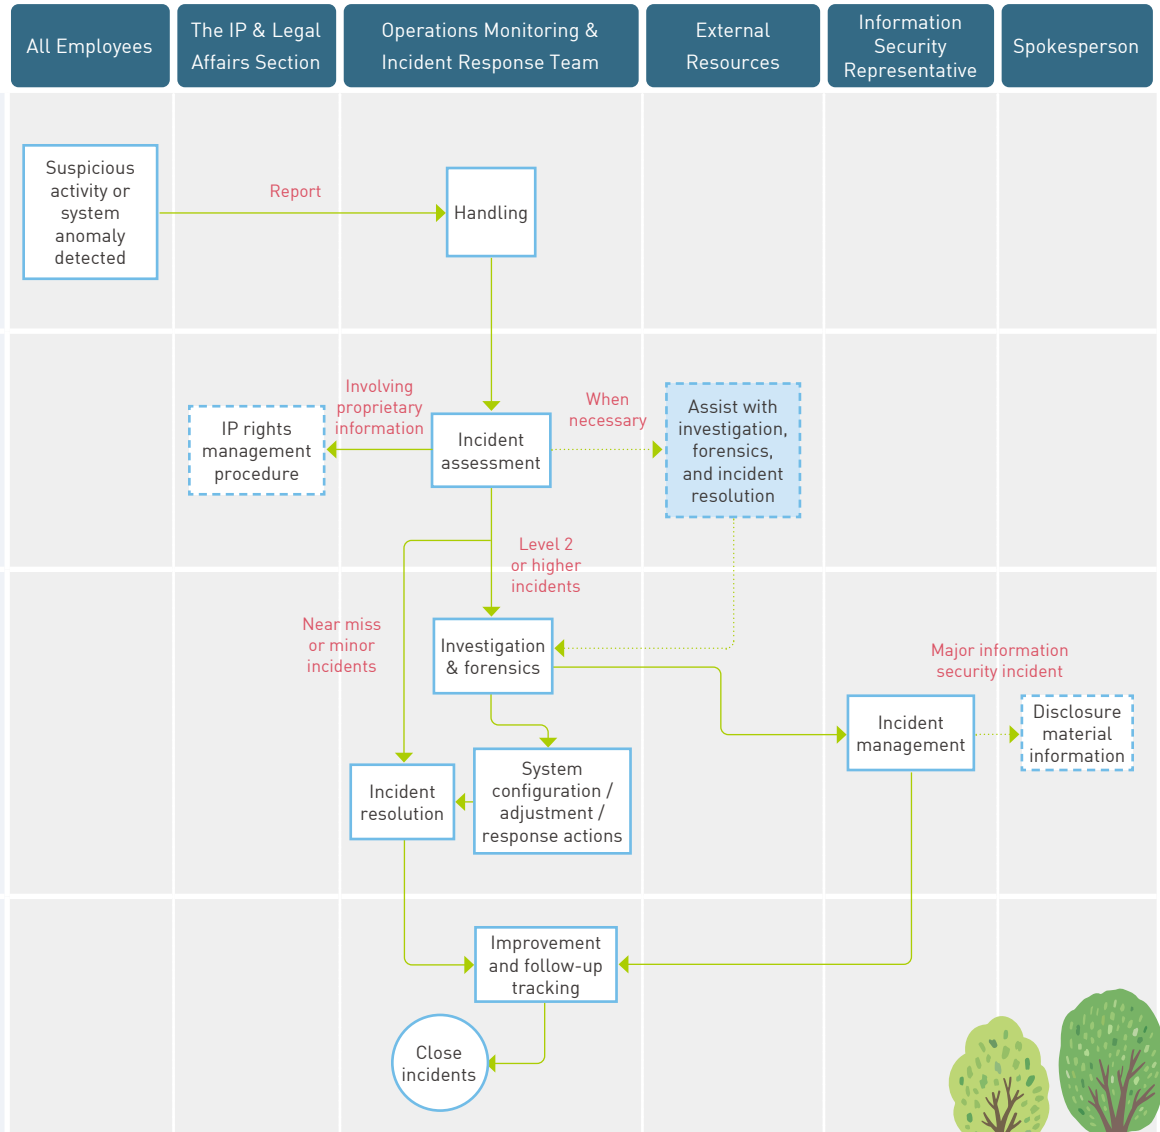 All Employees
The IP & Legal
Affairs Section
Operations Monitoring &
Incident Response Team
External
Resources
Information
Security
Representative
Spokesperson
Suspicious
activity or
system
anomaly
detected
Report
Handling
Involving
proprietary
information
IP rights
management
procedure
Incident
assessment
When
necessary
Assist with
investigation,
forensics,
and incident
resolution
Level 2
or higher
incidents
Near miss
or minor
incidents
Investigation
& forensics
Major information
security incident
Incident
management
Disclosure
material
information
System
configuration /
adjustment /
response actions
Incident
resolution
Improvement
and follow-up
tracking
Close
incidents